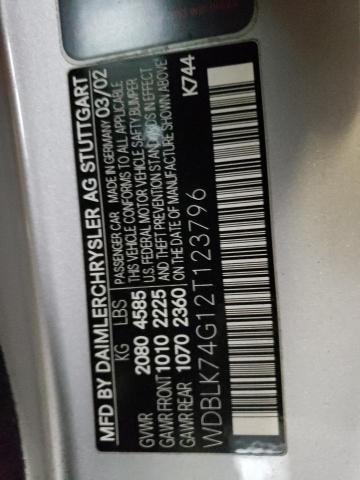 MFD BY DAIMLERCHRYSLER AG STUTTGART
PASSENGER CAR MADE IN GERMANY 03/02
THIS VEHICLE CONFORMS TO ALL APPLICABLE
U.S. FEDERAL MOTOR VEHICLE SAFETY, BUMPER
AND THEFT PREVENTION STANDARDS IN EFFECT
ON THE DATE OF MANUFACTURE SHOWN ABOVE
KG LBS
GVWR 2080 4585
GAWR FRONT 1010 2225
GAWR REAR 1070 2360
K744
WDBLK74G12T123796